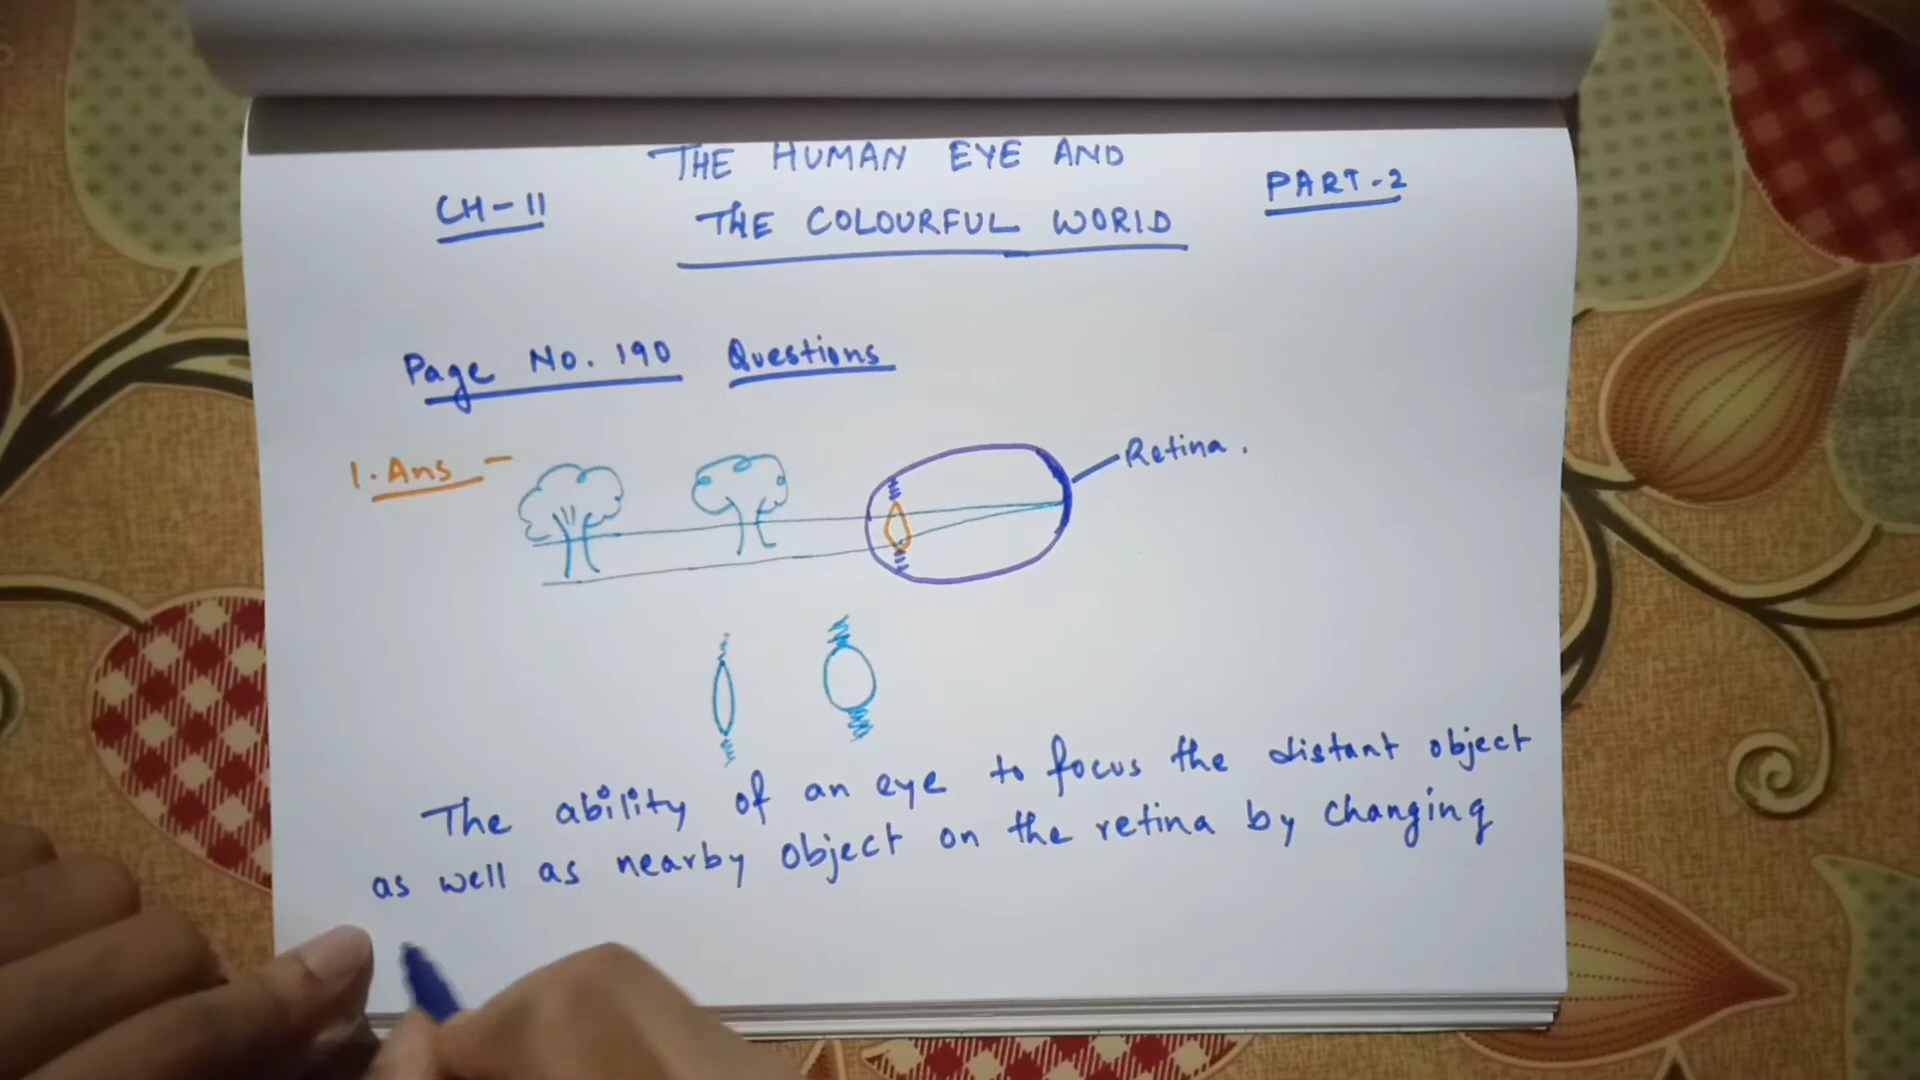 THE HUMAN EYE AND
CH-11
THE COLOURFUL WORLD
PART-2
Page No. 190 Questions
1. Ans -
Retina.
The ability of an eye to focus the distant object
as well as nearby object on the retina by changing